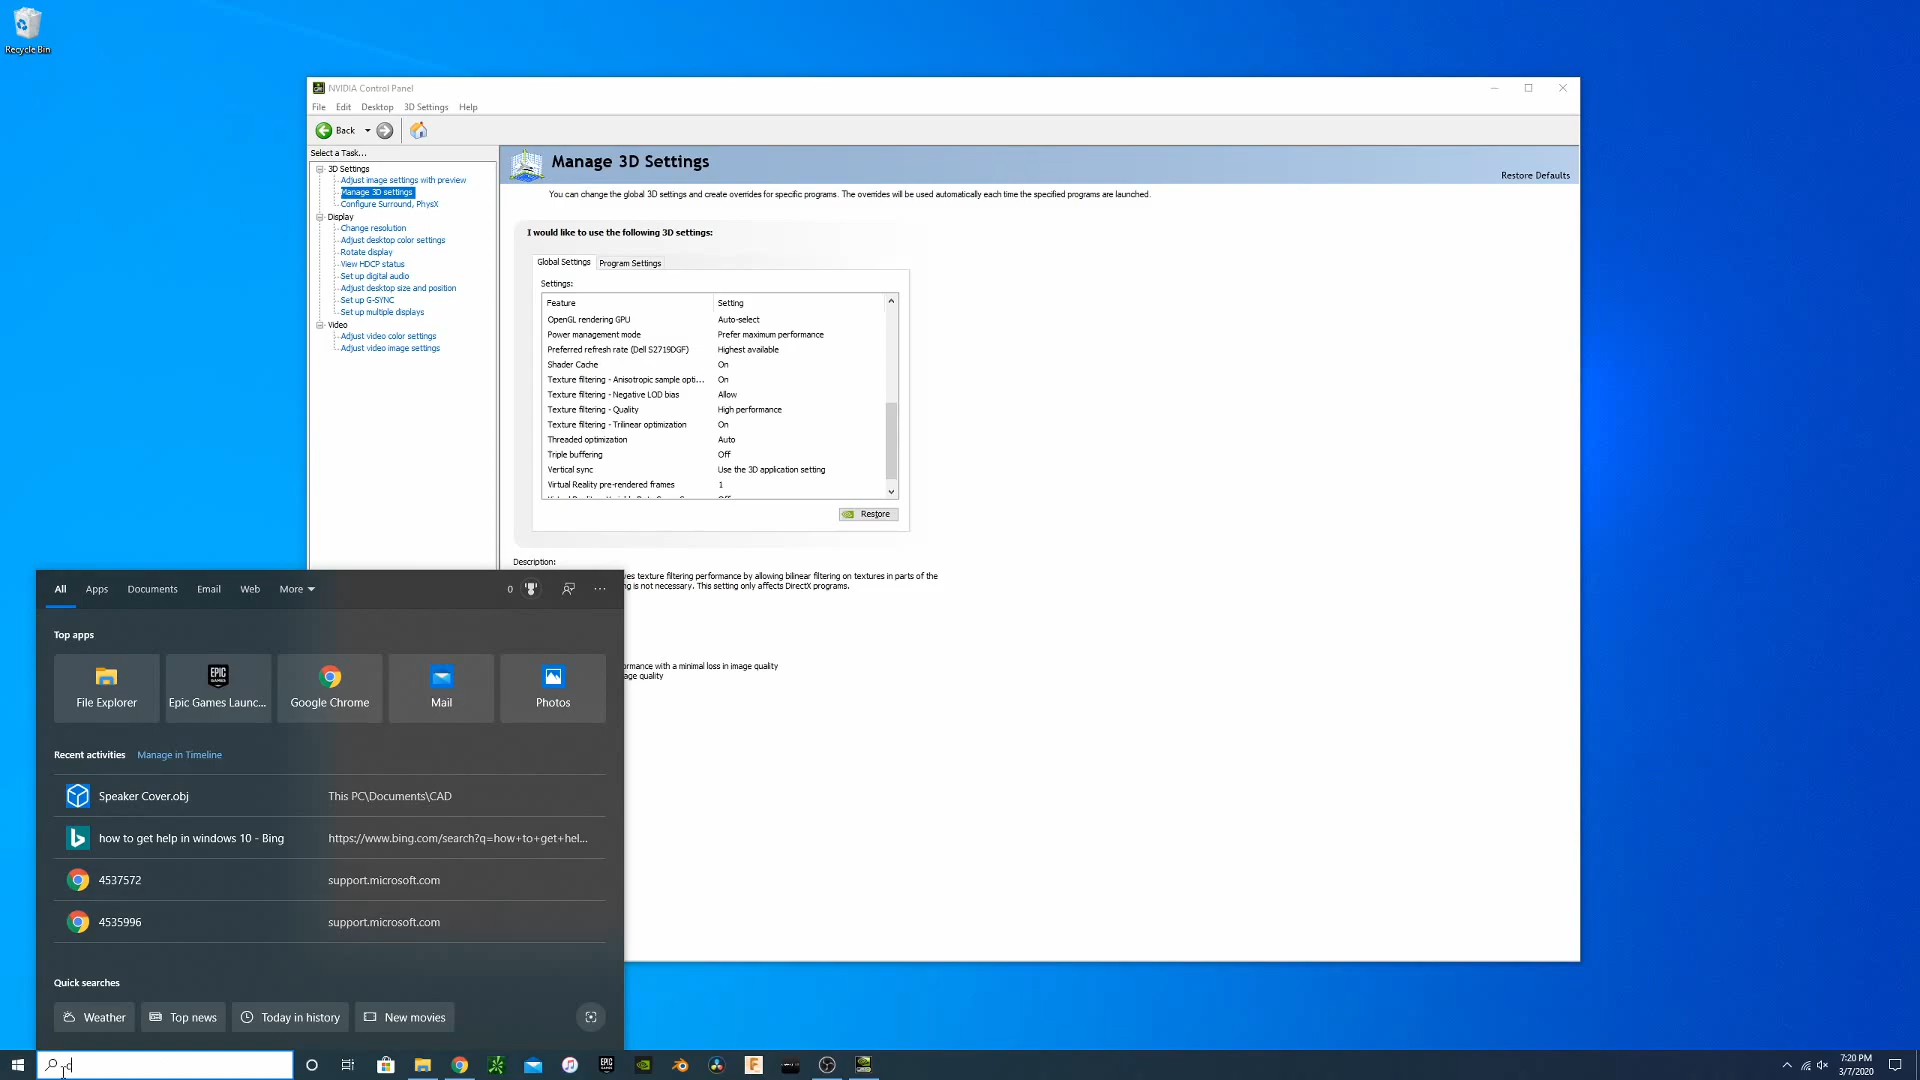 Recycle Bin
NVIDIA Control Panel
File Edit Desktop 3D Settings Help
Back
Select a Task...
3D Settings
Adjust image settings with preview
Manage 3D settings
Configure Surround, PhysX
Display
Change resolution
Adjust desktop color settings
Rotate display
View HDCP status
Set up digital audio
Adjust desktop size and position
Set up G-SYNC
Set up multiple displays
Video
Adjust video color settings
Adjust video image settings
Manage 3D Settings
Restore Defaults
You can change the global 3D settings and create overrides for specific programs. The overrides will be used automatically each time the specified programs are launched.
I would like to use the following 3D settings:
Global Settings Program Settings
Settings:
Feature Setting
OpenGL rendering GPU Auto-select
Power management mode Prefer maximum performance
Preferred refresh rate (Dell S2719DGF) Highest available
Shader Cache On
Texture filtering - Anisotropic sample opti... On
Texture filtering - Negative LOD bias Allow
Texture filtering - Quality High performance
Texture filtering - Trilinear optimization On
Threaded optimization Auto
Triple buffering Off
Vertical sync Use the 3D application setting
Virtual Reality pre-rendered frames 1
Restore
Description:
texture filtering performance by allowing bilinear filtering on textures in parts of the
is not necessary. This setting only affects DirectX programs.
with a minimal loss in image quality
quality
All Apps Documents Email Web More 0 ...
Top apps
File Explorer
EPIC GAMES
Epic Games Launc...
Google Chrome
Mail
Photos
Recent activities Manage in Timeline
Speaker Cover.obj This PC\Documents\CAD
how to get help in windows 10 - Bing https://www.bing.com/search?q=how+to+get+hel...
4537572 support.microsoft.com
4535996 support.microsoft.com
Quick searches
Weather Top news Today in history New movies
EPIC
7:20 PM
3/7/2020